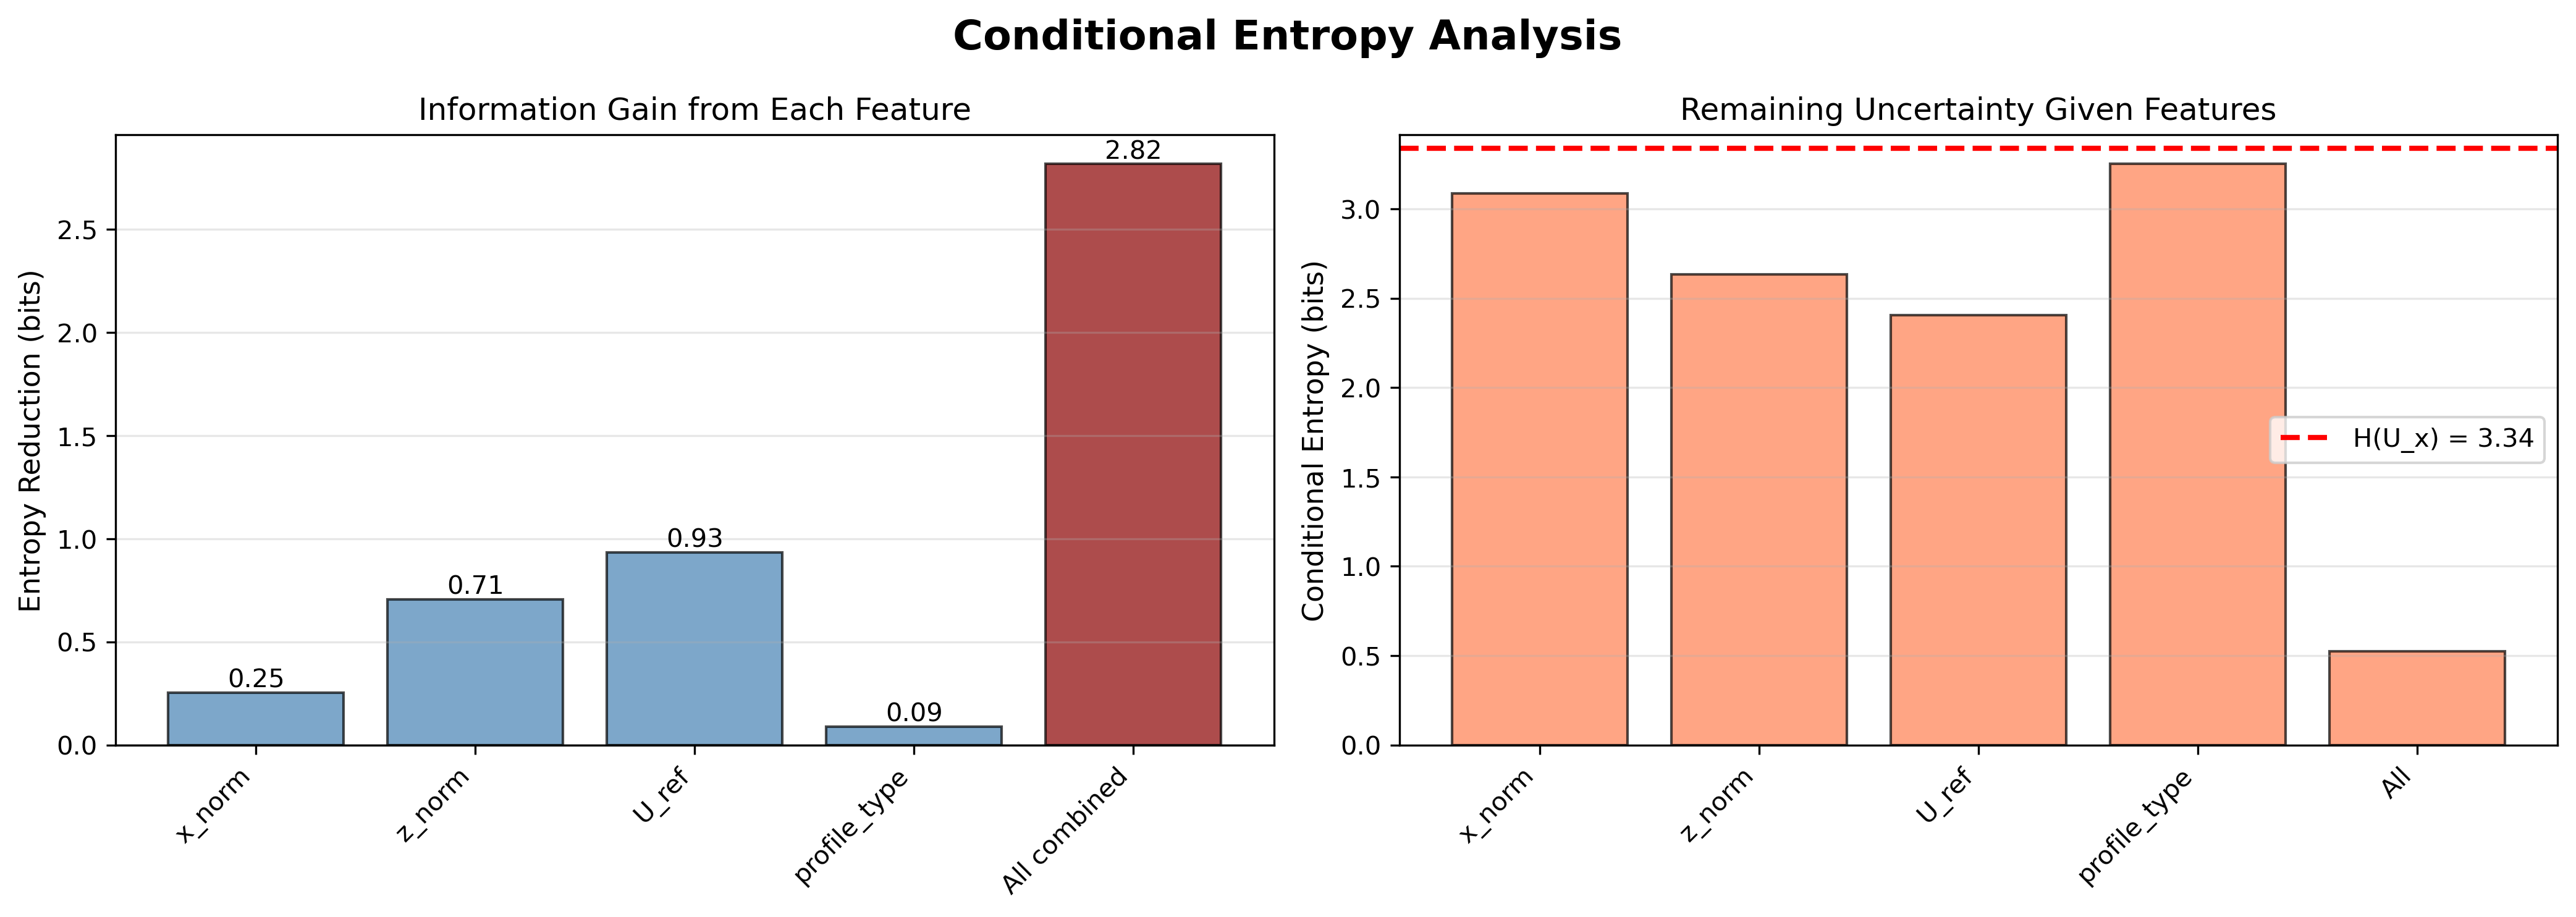 Conditional Entropy Analysis
Information Gain from Each Feature
Entropy Reduction (bits)
2.5
2.0
1.5
1.0
0.5
0.0
0.25
0.71
0.93
0.09
2.82
x_norm
z_norm
U_ref
profile_type
All combined
Remaining Uncertainty Given Features
Conditional Entropy (bits)
3.0
2.5
2.0
1.5
1.0
0.5
0.0
H(U_x) = 3.34
x_norm
z_norm
U_ref
profile_type
All